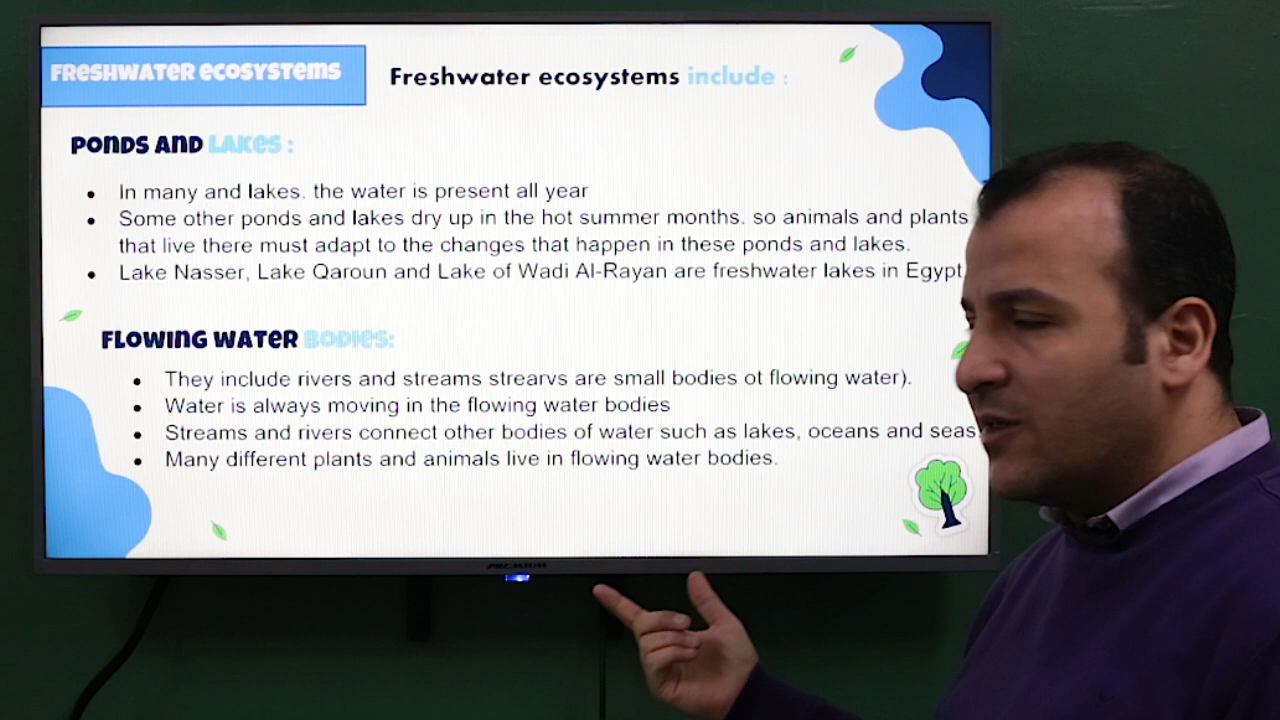 Freshwater ecosystems
Freshwater ecosystems include :
Ponds and Lakes :
In many and lakes. the water is present all year
Some other ponds and lakes dry up in the hot summer months. so animals and plants
that live there must adapt to the changes that happen in these ponds and lakes.
Lake Nasser, Lake Qaroun and Lake of Wadi Al-Rayan are freshwater lakes in Egypt.
Flowing water Bodies:
They include rivers and streams strearvs are small bodies ot flowing water).
Water is always moving in the flowing water bodies
Streams and rivers connect other bodies of water such as lakes, oceans and seas
Many different plants and animals live in flowing water bodies.
PREMIUM